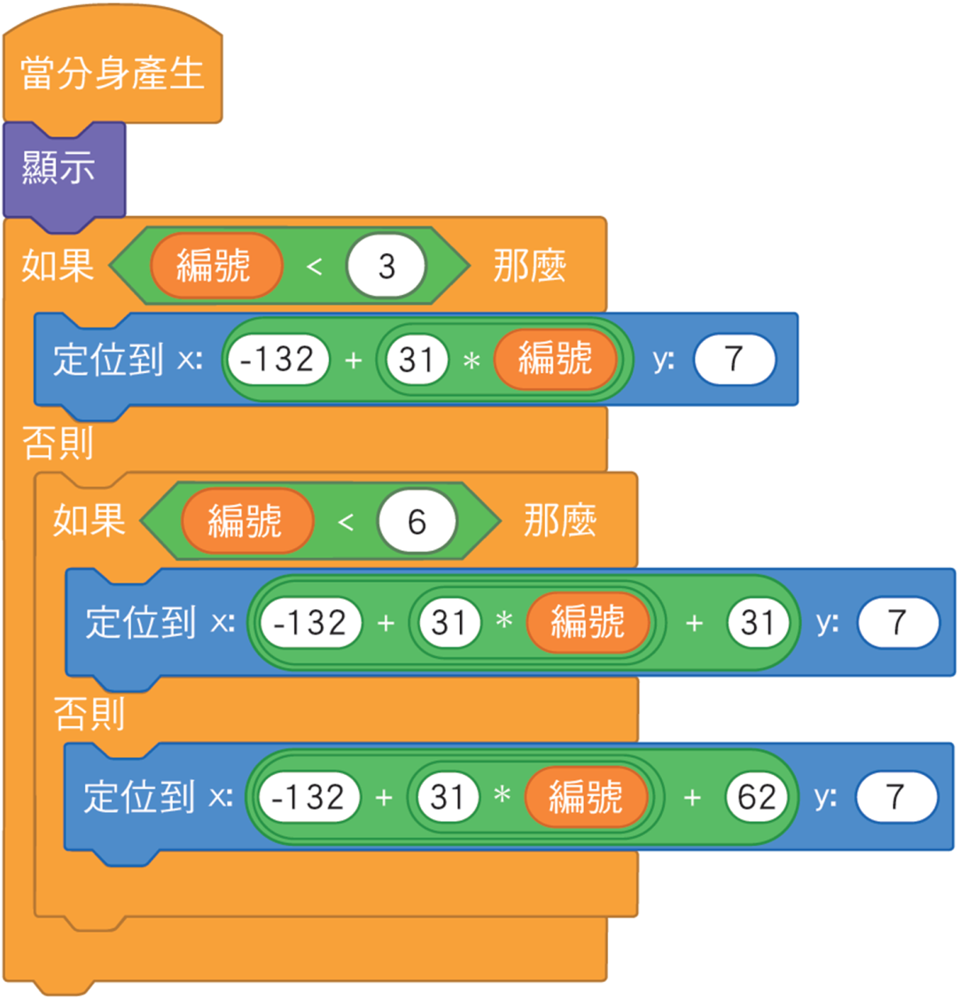 當分身產生
顯示
如果 編號 < 3 那麼
定位到 x: -132 + 31 * 編號 y: 7
否則
如果 編號 < 6 那麼
定位到 x: -132 + 31 * 編號 + 31 y: 7
否則
定位到 x: -132 + 31 * 編號 + 62 y: 7